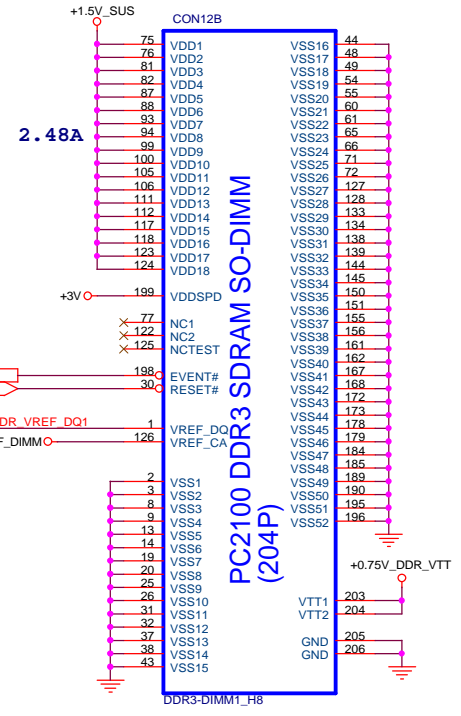 +1.5V_SUS
CON12B
2.48A
75 VDD1
76 VDD2
81 VDD3
82 VDD4
87 VDD5
88 VDD6
93 VDD7
94 VDD8
99 VDD9
100 VDD10
105 VDD11
106 VDD12
111 VDD13
112 VDD14
117 VDD15
118 VDD16
123 VDD17
124 VDD18
+3V 199 VDDSPD
77 NC1
122 NC2
125 NCTEST
198 EVENT#
30 RESET#
DR_VREF_DQ1 1 VREF_DQ
F_DIMM 126 VREF_CA
2 VSS1
3 VSS2
8 VSS3
9 VSS4
13 VSS5
14 VSS6
19 VSS7
20 VSS8
25 VSS9
26 VSS10
31 VSS11
32 VSS12
37 VSS13
38 VSS14
43 VSS15
PC2100 DDR3 SDRAM SO-DIMM
(204P)
VSS16 44
VSS17 48
VSS18 49
VSS19 54
VSS20 55
VSS21 60
VSS22 61
VSS23 65
VSS24 66
VSS25 71
VSS26 72
VSS27 127
VSS28 128
VSS29 133
VSS30 134
VSS31 138
VSS32 139
VSS33 144
VSS34 145
VSS35 150
VSS36 151
VSS37 155
VSS38 156
VSS39 161
VSS40 162
VSS41 167
VSS42 168
VSS43 172
VSS44 173
VSS45 178
VSS46 179
VSS47 184
VSS48 185
VSS49 189
VSS50 190
VSS51 195
VSS52 196
+0.75V_DDR_VTT
VTT1 203
VTT2 204
GND 205
GND 206
DDR3-DIMM1_H8